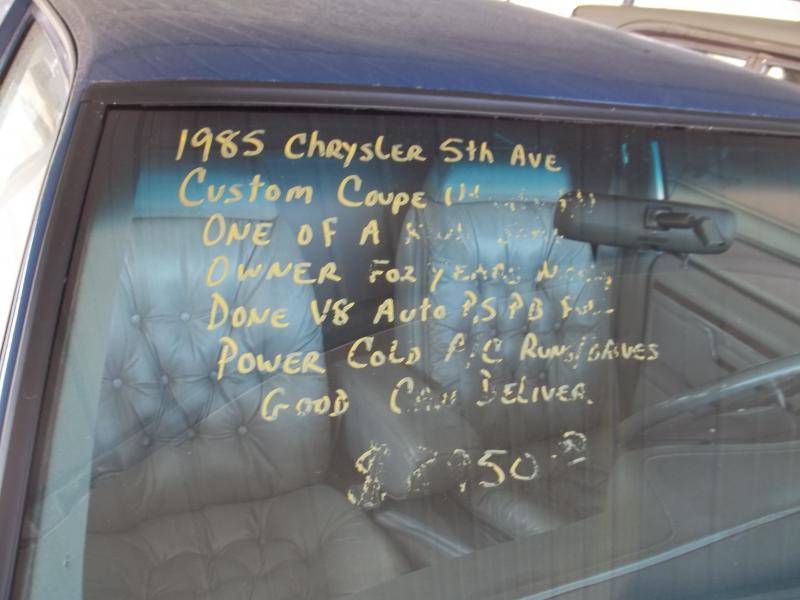 1985 Chrysler 5th Ave
Custom Coupe
One of a
Owner For years
Done V8 Auto PS PB Full
Power Cold A/C Runs/Drives
Good Can Deliver.